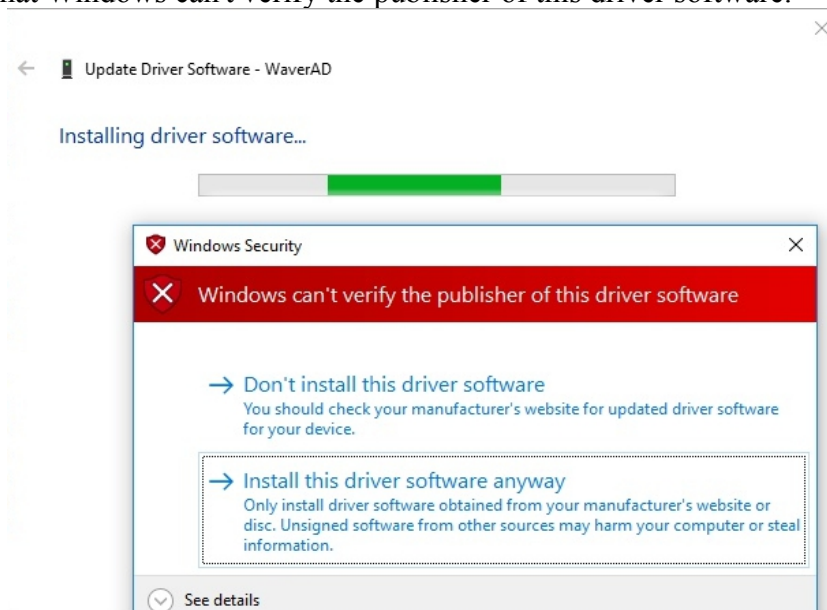 hat Windows can't verify the publisher of this driver software.
Update Driver Software - WaverAD
Installing driver software...
Windows Security
Windows can't verify the publisher of this driver software
Don't install this driver software
You should check your manufacturer's website for updated driver software
for your device.
Install this driver software anyway
Only install driver software obtained from your manufacturer's website or
disc. Unsigned software from other sources may harm your computer or steal
information.
See details